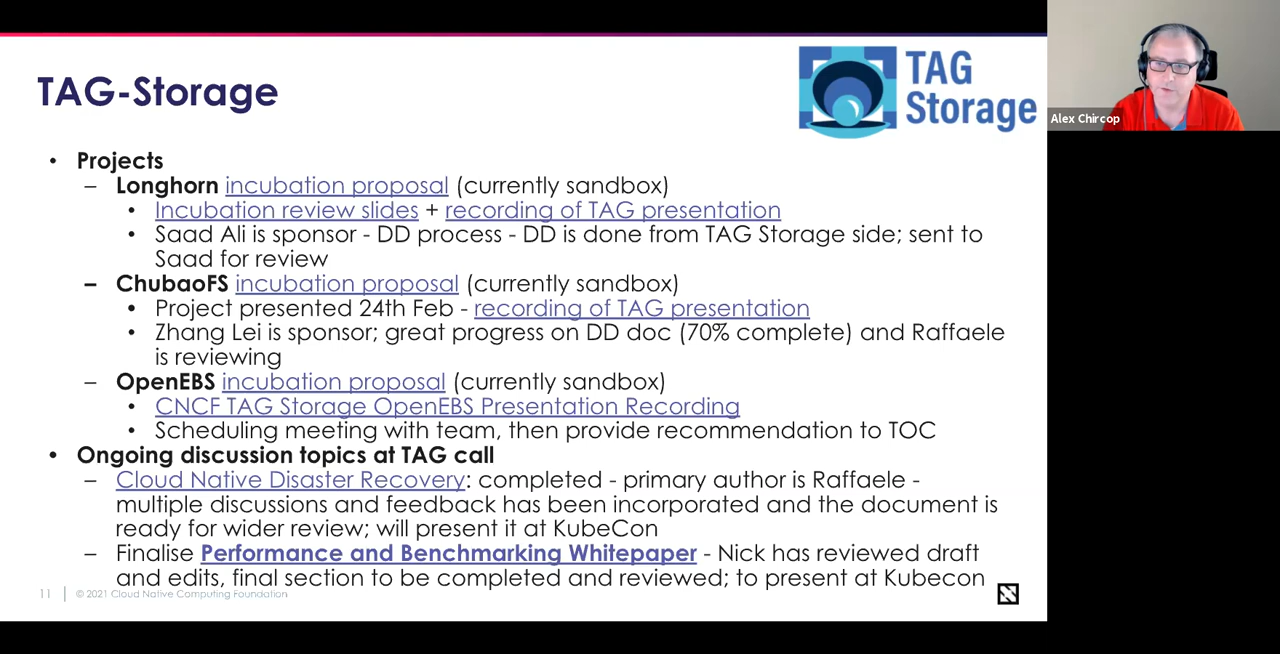 TAG-Storage
TAG
Storage
Alex Chircop
• Projects
– Longhorn incubation proposal (currently sandbox)
• Incubation review slides + recording of TAG presentation
• Saad Ali is sponsor - DD process - DD is done from TAG Storage side; sent to
Saad for review
– ChubaoFS incubation proposal (currently sandbox)
• Project presented 24th Feb - recording of TAG presentation
• Zhang Lei is sponsor; great progress on DD doc (70% complete) and Raffaele
is reviewing
– OpenEBS incubation proposal (currently sandbox)
• CNCF TAG Storage OpenEBS Presentation Recording
• Scheduling meeting with team, then provide recommendation to TOC
• Ongoing discussion topics at TAG call
– Cloud Native Disaster Recovery: completed - primary author is Raffaele -
multiple discussions and feedback has been incorporated and the document is
ready for wider review; will present it at KubeCon
– Finalise Performance and Benchmarking Whitepaper - Nick has reviewed draft
and edits, final section to be completed and reviewed; to present at Kubecon
11 | © 2021 Cloud Native Computing Foundation